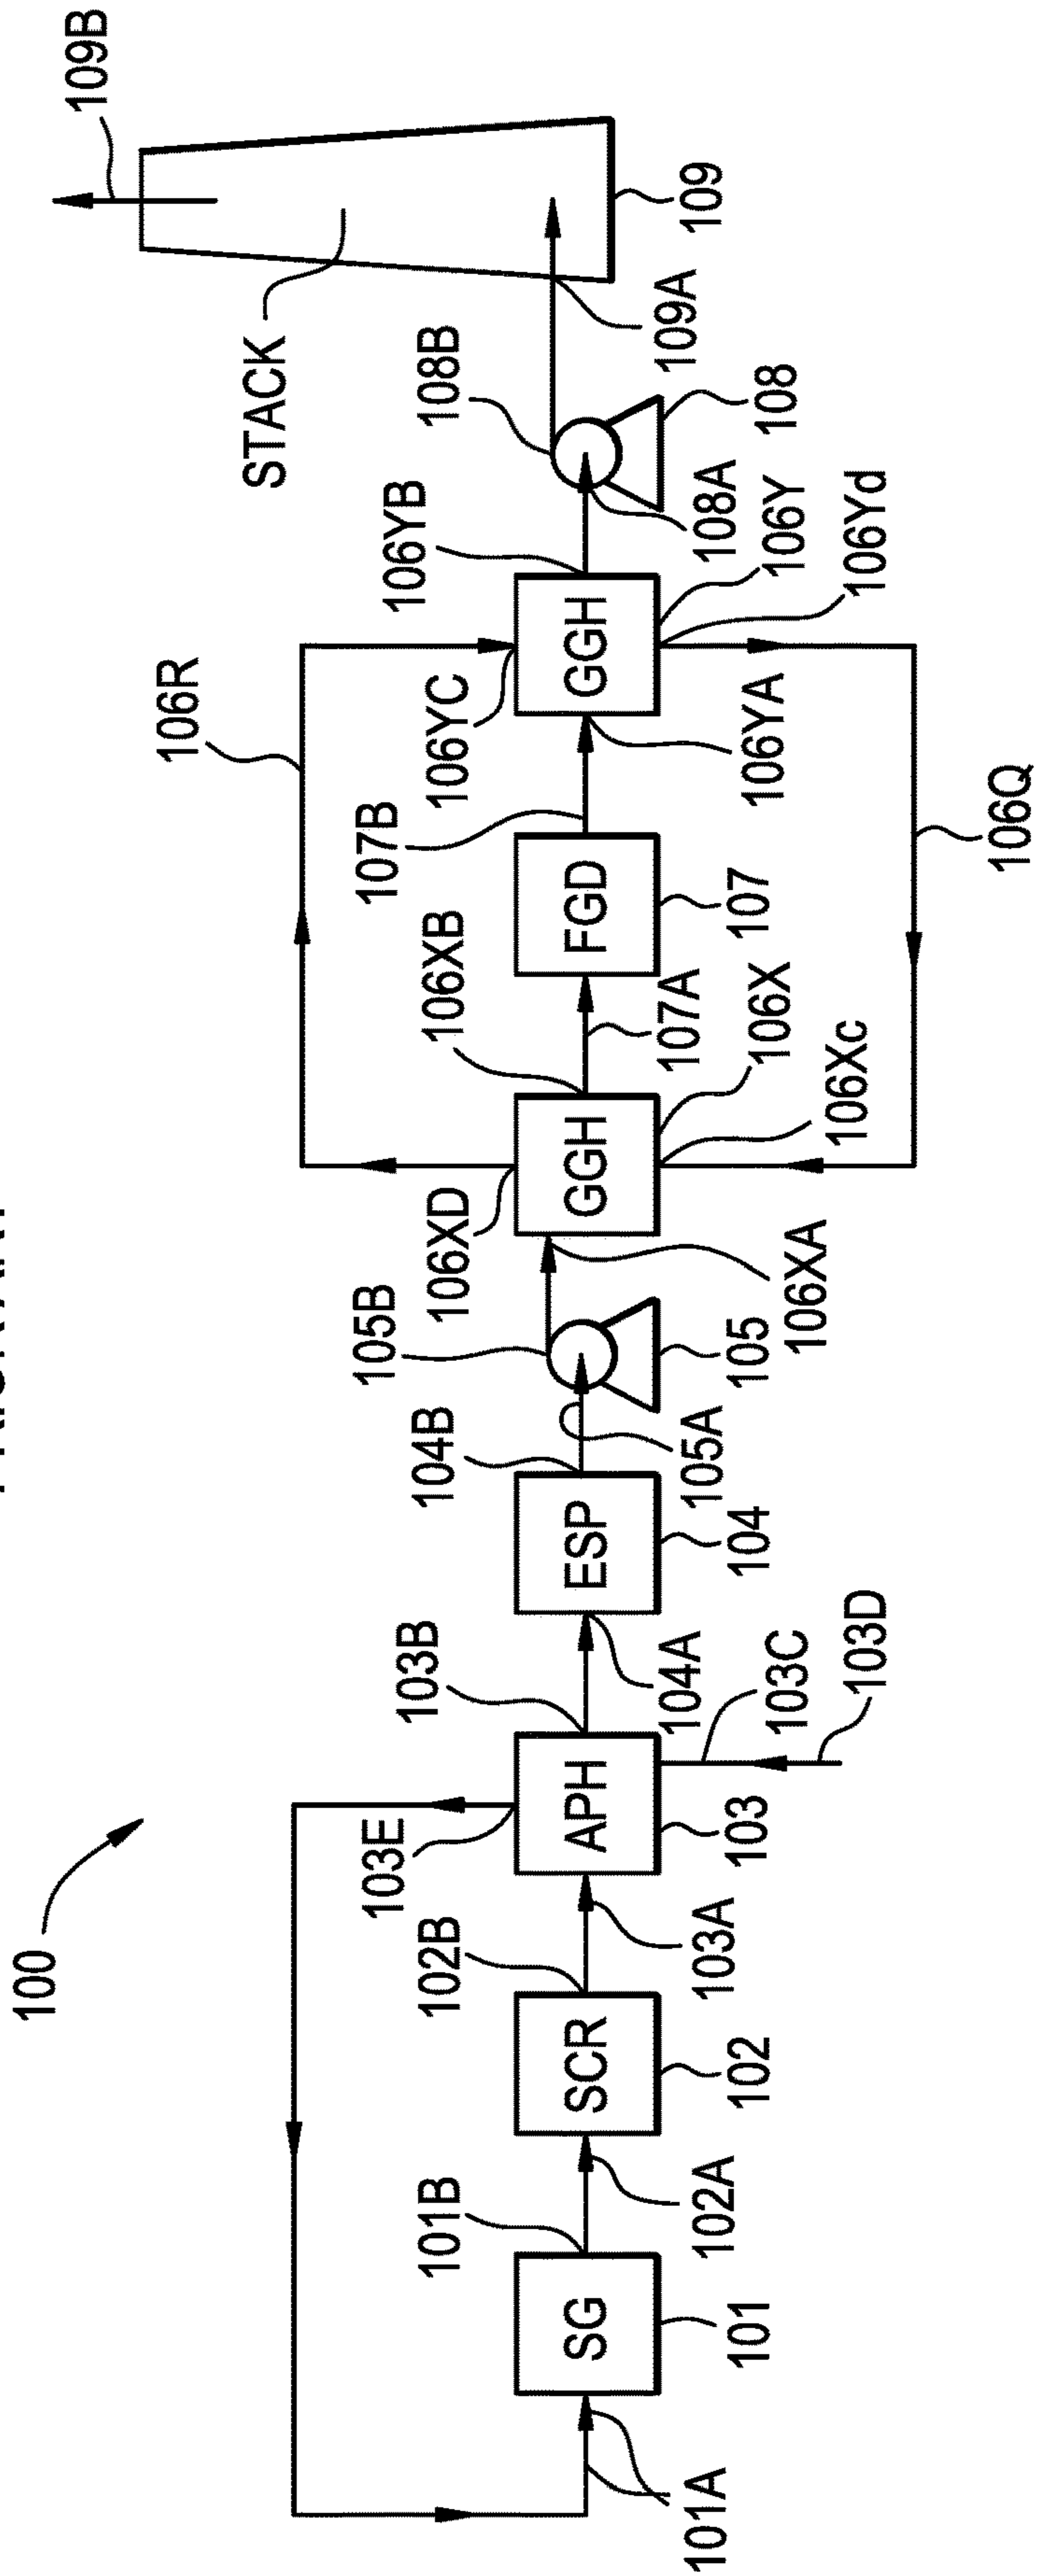 100
109B
106R
STACK
101B
102B
103E
103B
104B
105B
106XD
106XB
107B
106YC
106YB
108B
SG
SCR
APH
ESP
GGH
FGD
GGH
101A
101
102A
102
103A
103
103C
103D
104A
104
105A
105
106XA
106Xc
106X
107A
107
106YA
106Yd
106Y
108A
108
109A
109
106Q